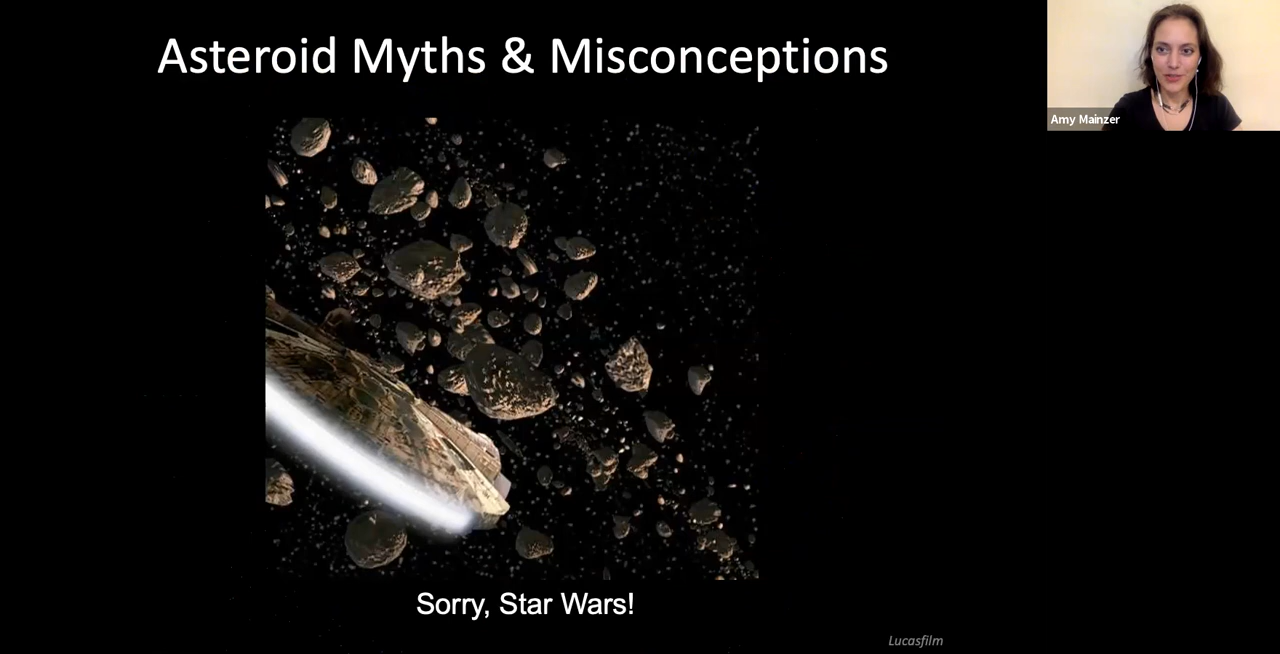 Asteroid Myths & Misconceptions
Amy Mainzer
Sorry, Star Wars!
Lucasfilm